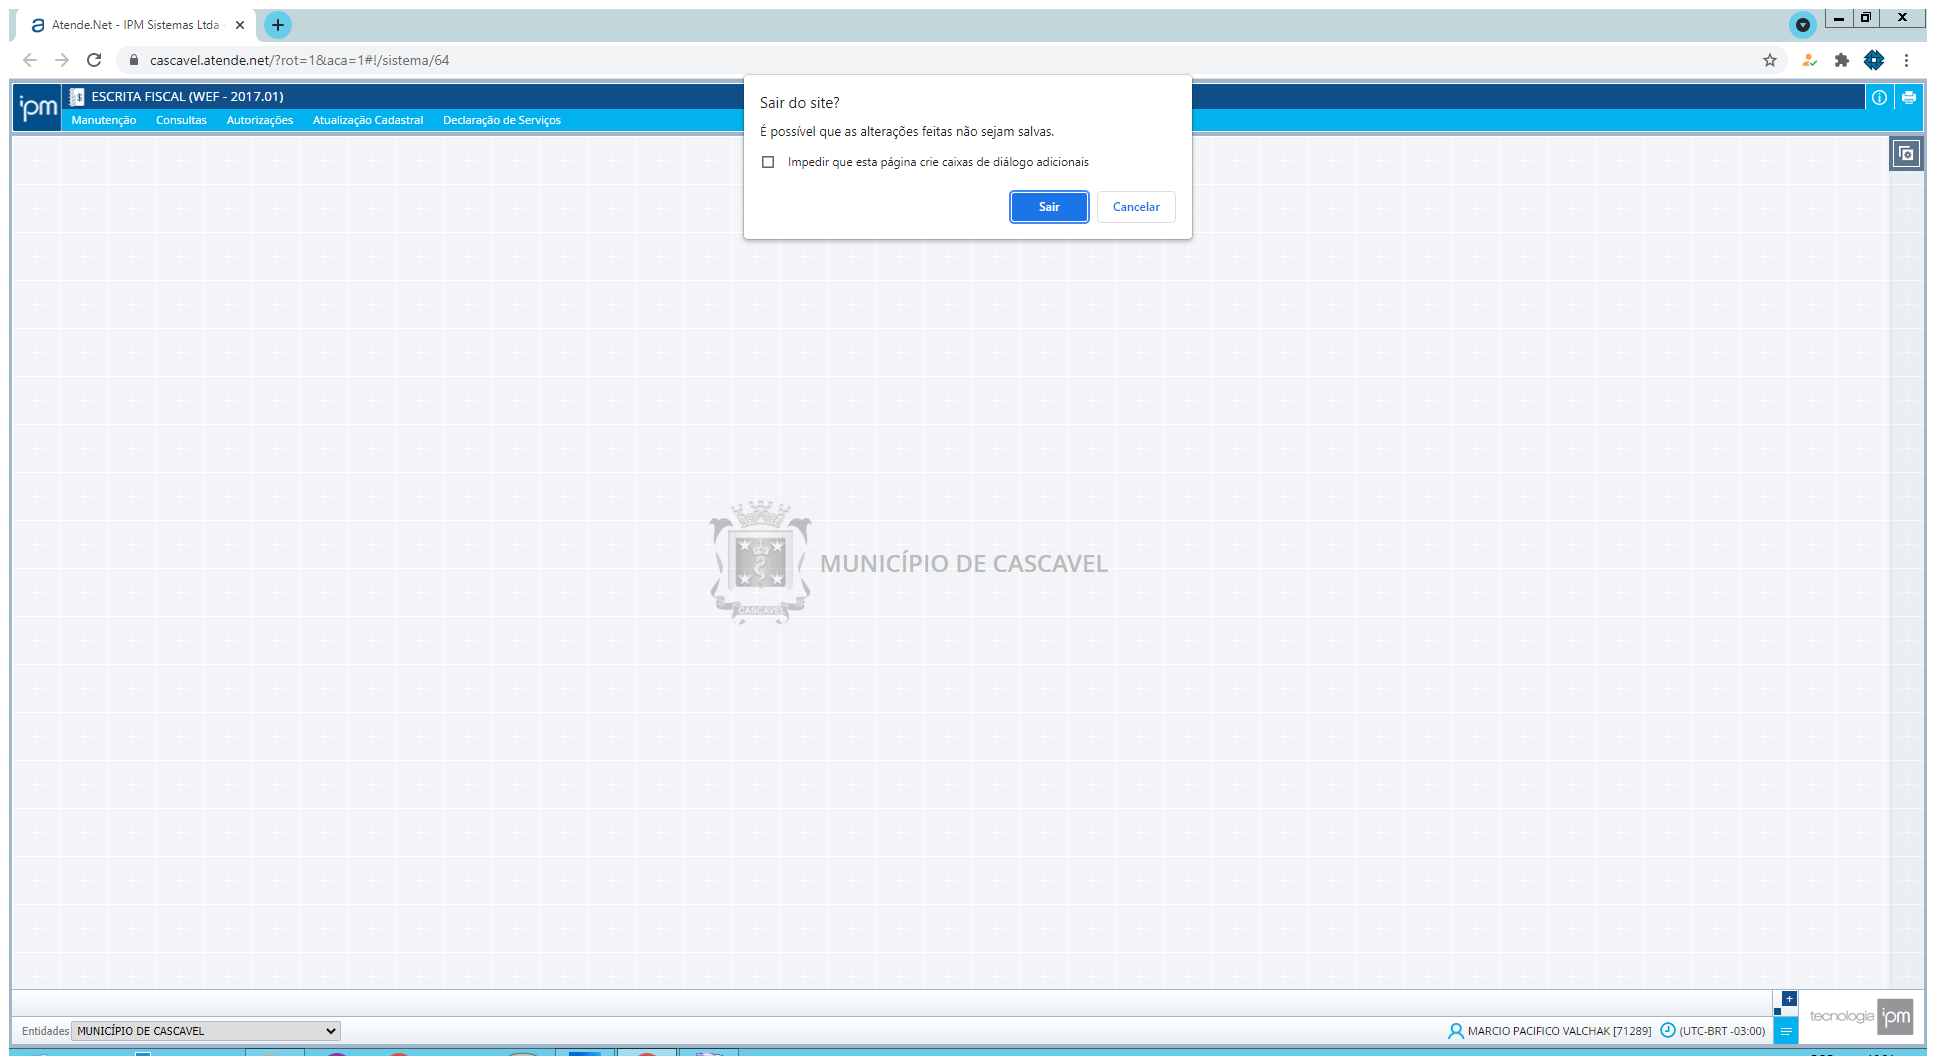 Atende.Net - IPM Sistemas Ltda
cascavel.atende.net/?rot=1&aca=1#!/sistema/64
ipm
ESCRITA FISCAL (WEF - 2017.01)
Manutenção Consultas Autorizações Atualização Cadastral Declaração de Serviços
Sair do site?
É possível que as alterações feitas não sejam salvas.
Impedir que esta página crie caixas de diálogo adicionais
Sair Cancelar
MUNICÍPIO DE CASCAVEL
CASCAVEL
Entidades MUNICÍPIO DE CASCAVEL
MARCIO PACIFICO VALCHAK [71289] (UTC-BRT -03:00)
tecnologia ipm